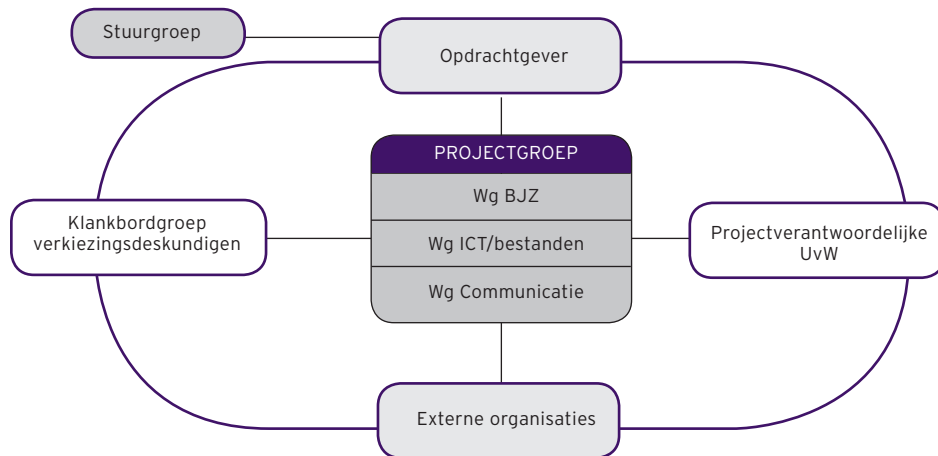 Stuurgroep
Opdrachtgever
PROJECTGROEP
Wg BJZ
Klankbordgroep
verkiezingsdeskundigen
Wg ICT/bestanden
Projectverantwoordelijke
UvW
Wg Communicatie
Externe organisaties